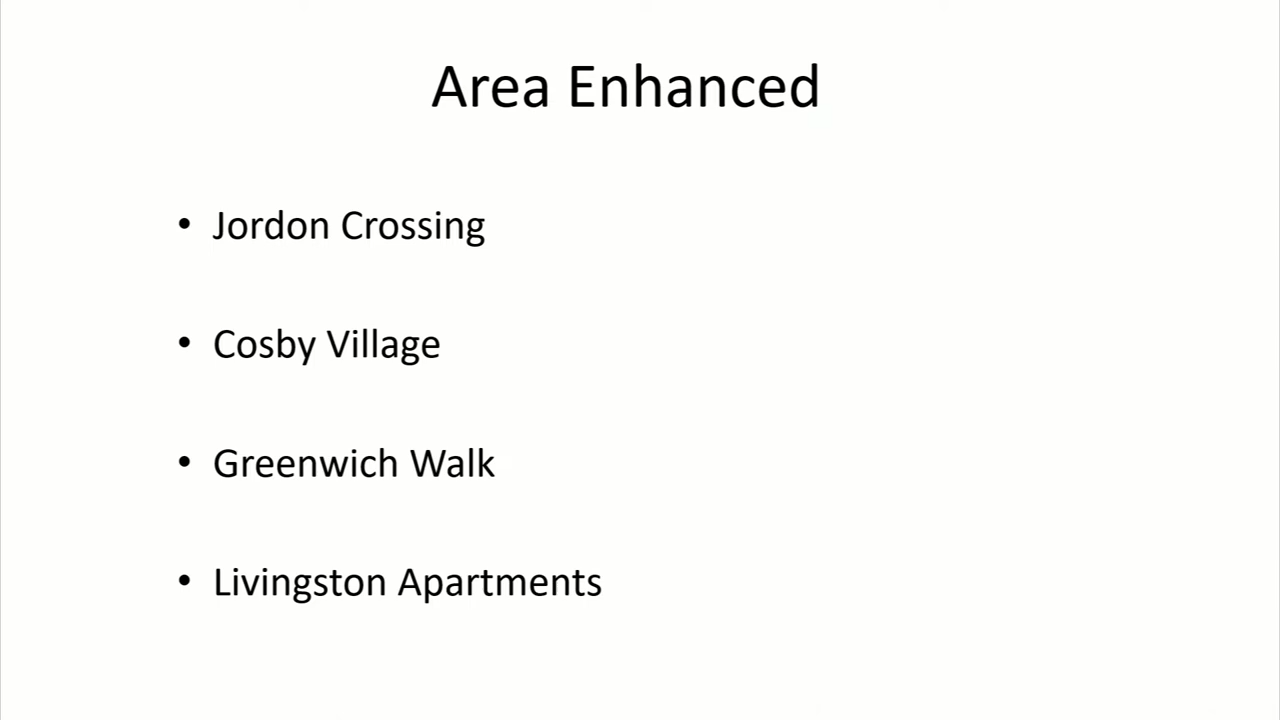 Area Enhanced
• Jordon Crossing
• Cosby Village
• Greenwich Walk
• Livingston Apartments